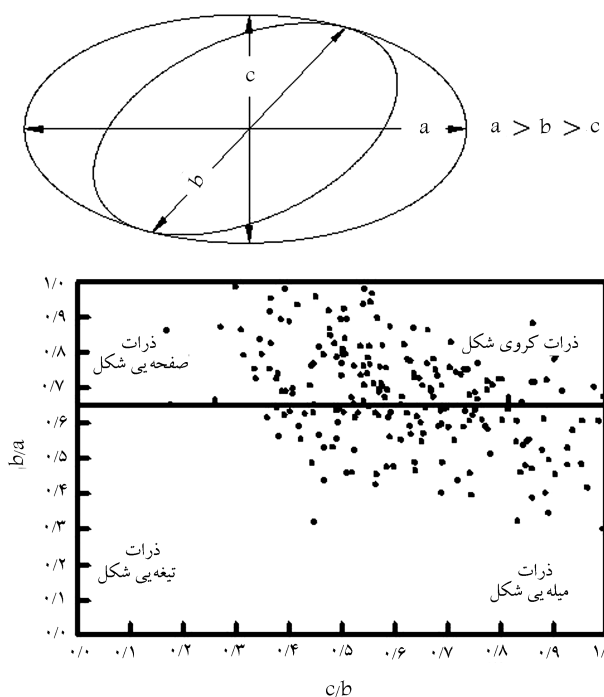 c
a
a > b > c
b
۱/۰
۰/۹
ذرات
صفحه‌یی شکل
ذرات کروی شکل
۰/۸
۰/۷
۰/۶
b/a
۰/۵
۰/۴
۰/۳
ذرات
تیغه‌یی شکل
ذرات
میله‌یی شکل
۰/۲
۰/۱
۰/۰
۰/۰ ۰/۱ ۰/۲ ۰/۳ ۰/۴ ۰/۵ ۰/۶ ۰/۷ ۰/۸ ۰/۹ ۱/
c/b